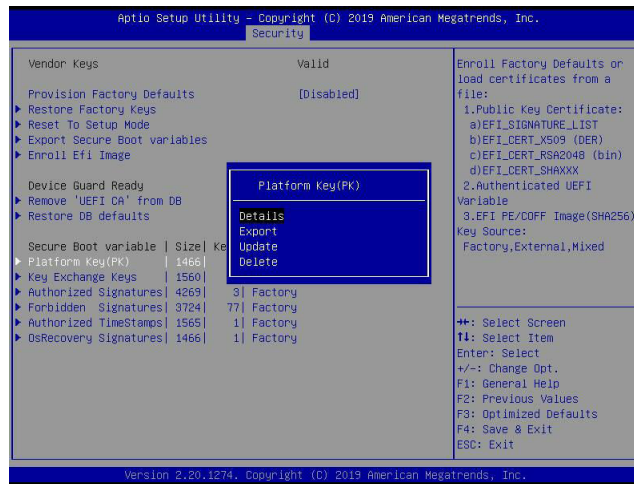 Aptio Setup Utility – Copyright (C) 2019 American Megatrends, Inc.
Security
Vendor Keys Valid
Provision Factory Defaults [Disabled]
Restore Factory Keys
Reset To Setup Mode
Export Secure Boot variables
Enroll Efi Image
Device Guard Ready
Remove 'UEFI CA' from DB
Restore DB defaults
Secure Boot variable | Size| Ke
Platform Key(PK) | 1466|
Key Exchange Keys | 1560|
Authorized Signatures| 4269| 3| Factory
Forbidden Signatures| 3724| 77| Factory
Authorized TimeStamps| 1565| 1| Factory
OsRecovery Signatures| 1466| 1| Factory
Platform Key(PK)
Details
Export
Update
Delete
Enroll Factory Defaults or
load certificates from a
file:
1.Public Key Certificate:
a)EFI_SIGNATURE_LIST
b)EFI_CERT_X509 (DER)
c)EFI_CERT_RSA2048 (bin)
d)EFI_CERT_SHAXXX
2.Authenticated UEFI
Variable
3.EFI PE/COFF Image(SHA256)
Key Source:
Factory,External,Mixed
→←: Select Screen
↑↓: Select Item
Enter: Select
+/-: Change Opt.
F1: General Help
F2: Previous Values
F3: Optimized Defaults
F4: Save & Exit
ESC: Exit
Version 2.20.1274. Copyright (C) 2019 American Megatrends, Inc.